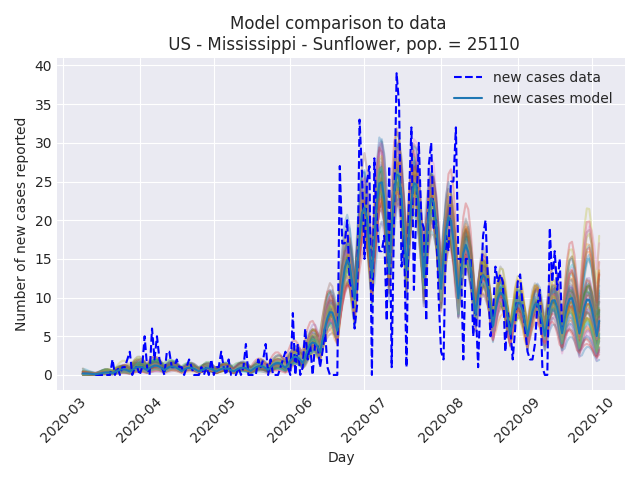 Model comparison to data
US - Mississippi - Sunflower, pop. = 25110
new cases data
new cases model
Number of new cases reported
40
35
30
25
20
15
10
5
0
2020-03
2020-04
2020-05
2020-06
2020-07
2020-08
2020-09
2020-10
Day